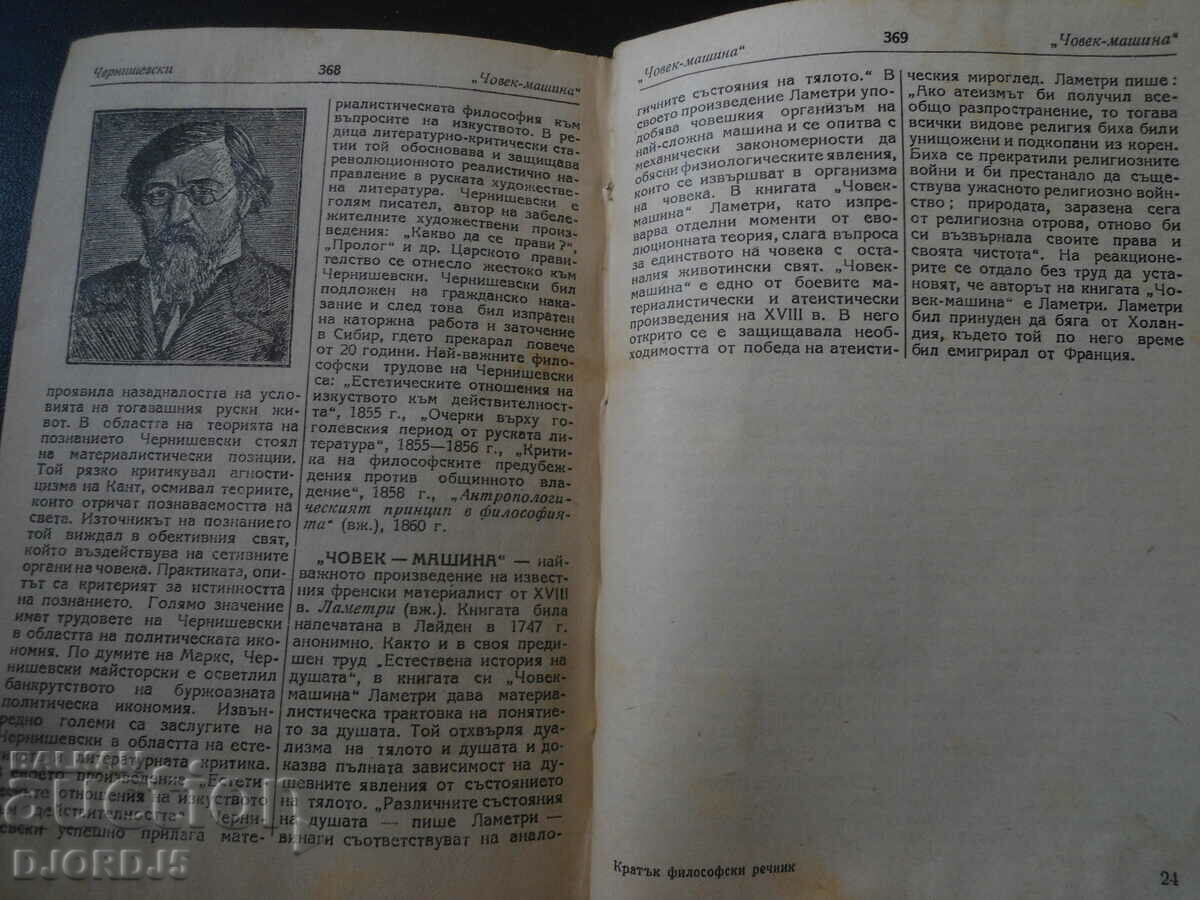 Чернишевски 368 „Човек-машина“
проявила назадналостта на усло-
вията на тогавашния руски жи-
вот. В областта на теорията на
познанието Чернишевски стоял
на материалистически позиции.
Той рязко критикувал агности-
цизма на Кант, осмивал теориите,
които отричат познаваемостта на
света. Източникът на познанието
той виждал в обективния свят,
който въздействува на сетивните
органи на човека. Практиката, опи-
тът са критерият за истинността
на познанието. Голямо значение
имат трудовете на Чернишевски
в областта на политическата ико-
номия. По думите на Маркс, Чер-
нишевски майсторски е осветлил
банкрутството на буржоазната
политическа икономия. Извън-
редно големи са заслугите на
Чернишевски в областта на есте-
литературната критика.
своето произведение „Естети-
отношения на изкуството
действителността“ Черни-
успешно прилага мате-
риалистическата философия към
въпросите на изкуството. В ре-
дица литературно-критически ста-
тии той обосновава и защищава
революционното реалистично на-
правление в руската художестве-
на литература. Чернишевски е
голям писател, автор на забеле-
жителните художествени произ-
ведения: „Какво да се прави?“,
„Пролог“ и др. Царското прави-
телство се отнесло жестоко към
Чернишевски. Чернишевски бил
подложен на гражданско нака-
зание и след това бил изпратен
на каторжна работа и заточение
в Сибир, гдето прекарал повече
от 20 години. Най-важните фило-
софски трудове на Чернишевски
са: „Естетическите отношения на
изкуството към действителност-
та“, 1855 г., „Очерки върху го-
голевския период от руската ли-
тература“, 1855—1856 г., „Крити-
ка на философските предубеж-
дения против общинното вла-
дение“, 1858 г., „Антропологи-
ческият принцип в философия-
та“ (вж.), 1860 г.
„ЧОВЕК — МАШИНА“ — най-
важното произведение на извест-
ния френски материалист от XVIII
в. Ламетри (вж.). Книгата била
напечатана в Лайден в 1747 г.
анонимно. Както и в своя преди-
шен труд „Естествена история на
душата“, в книгата си „Човек-
машина“ Ламетри дава матери-
алистическа трактовка на понятие-
то за душата. Той отхвърля дуа-
лизма на тялото и душата и до-
казва пълната зависимост на ду-
шевните явления от състоянието
на тялото. „Различните състояния
на душата — пише Ламетри —
винаги съответствуват на анало-
„Човек-машина“ 369 „Човек-машина“
гичните състояния на тялото.“ В
своето произведение Ламетри упо-
добява човешкия организъм на
най-сложна машина и се опитва с
механически закономерности да
обясни физиологическите явления,
които се извършват в организма
на човека. В книгата „Човек-
машина“ Ламетри, като изпре-
варва отделни моменти от ево-
люционната теория, слага въпроса
за единството на човека с оста-
налия животински свят. „Човек-
машина“ е едно от боевите ма-
териалистически и атеистически
произведения на XVIII в. В него
открито се е защищавала необ-
ходимостта от победа на атеисти-
ческия мироглед. Ламетри пише:
„Ако атеизмът би получил все-
общо разпространение, то тогава
всички видове религия биха били
унищожени и подкопани из корен.
Биха се прекратили религиозните
войни и би престанало да същес-
ствува ужасното религиозно войн-
ство; природата, заразена сега
от религиозна отрова, отново би
си възвърнала своите права и
своята чистота“. На реакционе-
рите се отдало без труд да уста-
новят, че авторът на книгата „Чо-
век-машина“ е Ламетри. Ламетри
бил принуден да бяга от Холан-
дия, където той по него време
бил емигрирал от Франция.
Кратък философски речник
24
BALKAN
auction
DJORDJ5